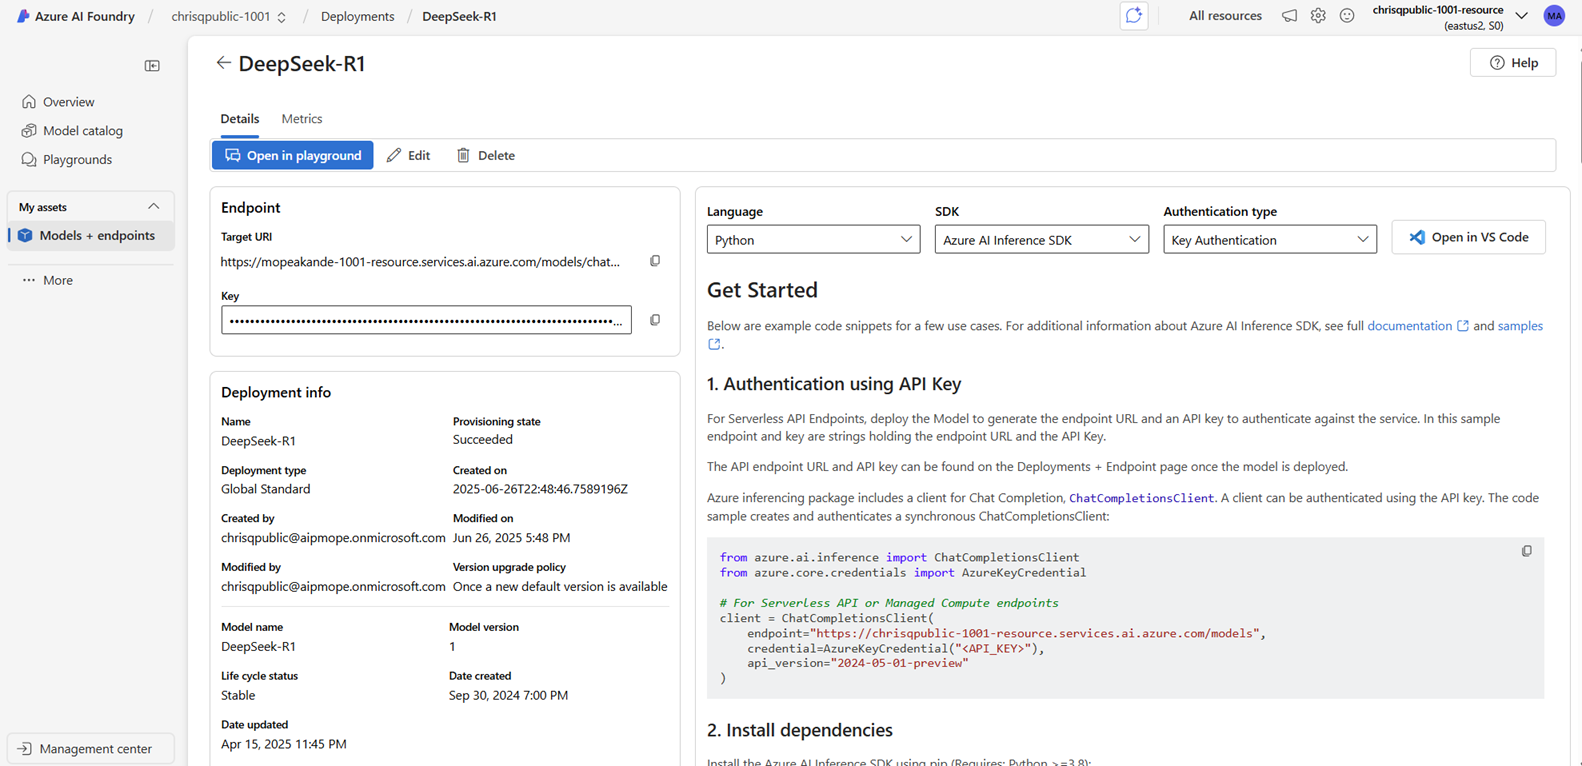 Azure AI Foundry / chrisqpublic-1001 / Deployments / DeepSeek-R1
All resources
chrisqpublic-1001-resource
(eastus2, S0)
MA
Overview
Model catalog
Playgrounds
My assets
Models + endpoints
More
Management center
DeepSeek-R1
Help
Details
Metrics
Open in playground
Edit
Delete
Endpoint
Target URI
https://mopeakande-1001-resource.services.ai.azure.com/models/chat...
Key
••••••••••••••••••••••••••••••••••••••••••••••••••••••••••••••••••••••••...
Deployment info
Name
DeepSeek-R1
Provisioning state
Succeeded
Deployment type
Global Standard
Created on
2025-06-26T22:48:46.7589196Z
Created by
chrisqpublic@aipmope.onmicrosoft.com
Modified on
Jun 26, 2025 5:48 PM
Modified by
chrisqpublic@aipmope.onmicrosoft.com
Version upgrade policy
Once a new default version is available
Model name
DeepSeek-R1
Model version
1
Life cycle status
Stable
Date created
Sep 30, 2024 7:00 PM
Date updated
Apr 15, 2025 11:45 PM
Language
Python
SDK
Azure AI Inference SDK
Authentication type
Key Authentication
Open in VS Code
Get Started
Below are example code snippets for a few use cases. For additional information about Azure AI Inference SDK, see full documentation and samples
.
1. Authentication using API Key
For Serverless API Endpoints, deploy the Model to generate the endpoint URL and an API key to authenticate against the service. In this sample
endpoint and key are strings holding the endpoint URL and the API Key.
The API endpoint URL and API key can be found on the Deployments + Endpoint page once the model is deployed.
Azure inferencing package includes a client for Chat Completion, ChatCompletionsClient. A client can be authenticated using the API key. The code
sample creates and authenticates a synchronous ChatCompletionsClient:
from azure.ai.inference import ChatCompletionsClient
from azure.core.credentials import AzureKeyCredential
# For Serverless API or Managed Compute endpoints
client = ChatCompletionsClient(
    endpoint="https://chrisqpublic-1001-resource.services.ai.azure.com/models",
    credential=AzureKeyCredential("<API_KEY>"),
    api_version="2024-05-01-preview"
)
2. Install dependencies
Install the Azure AI Inference SDK using pip (Requires: Python >=3.8):